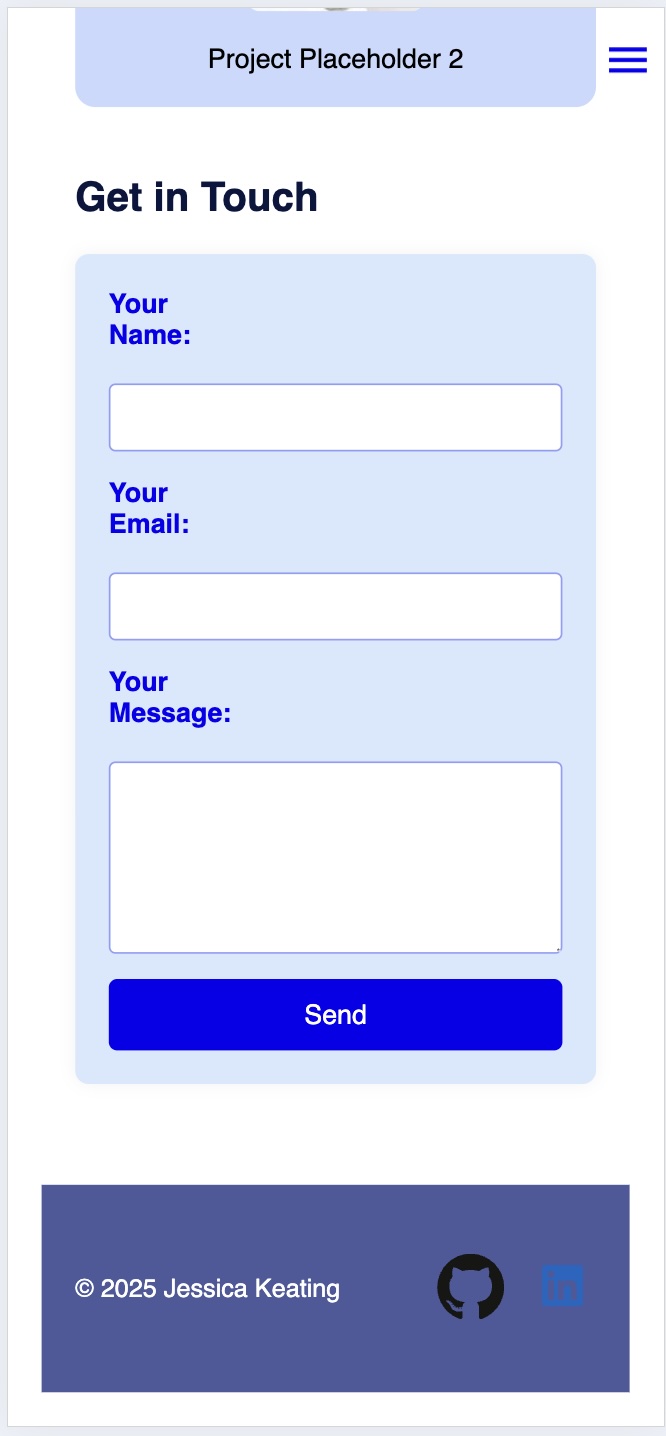 Project Placeholder 2
Get in Touch
Your
Name:
Your
Email:
Your
Message:
Send
© 2025 Jessica Keating
in